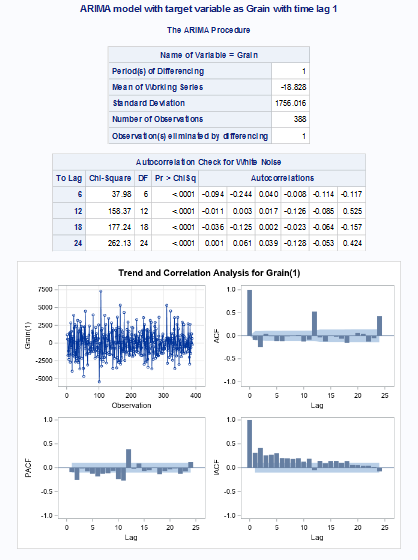 ARIMA model with target variable as Grain with time lag 1
The ARIMA Procedure
Name of Variable = Grain
Period(s) of Differencing 1
Mean of Working Series -18.828
Standard Deviation 1756.016
Number of Observations 388
Observation(s) eliminated by differencing 1
Autocorrelation Check for White Noise
To Lag Chi-Square DF Pr > ChiSq Autocorrelations
6 37.98 6 <.0001 -0.094 -0.244 0.040 -0.008 -0.114 -0.117
12 158.37 12 <.0001 -0.011 0.003 0.017 -0.126 -0.085 0.525
18 177.24 18 <.0001 -0.036 -0.125 0.002 -0.023 -0.064 -0.157
24 262.13 24 <.0001 0.001 0.061 0.039 -0.128 -0.053 0.424
Trend and Correlation Analysis for Grain(1)
Grain(1)
7500
5000
2500
0
-2500
-5000
0 100 200 300 400
Observation
ACF
1.0
0.5
0.0
-0.5
-1.0
0 5 10 15 20 25
Lag
PACF
1.0
0.5
0.0
-0.5
-1.0
0 5 10 15 20 25
Lag
IACF
1.0
0.5
0.0
-0.5
-1.0
0 5 10 15 20 25
Lag